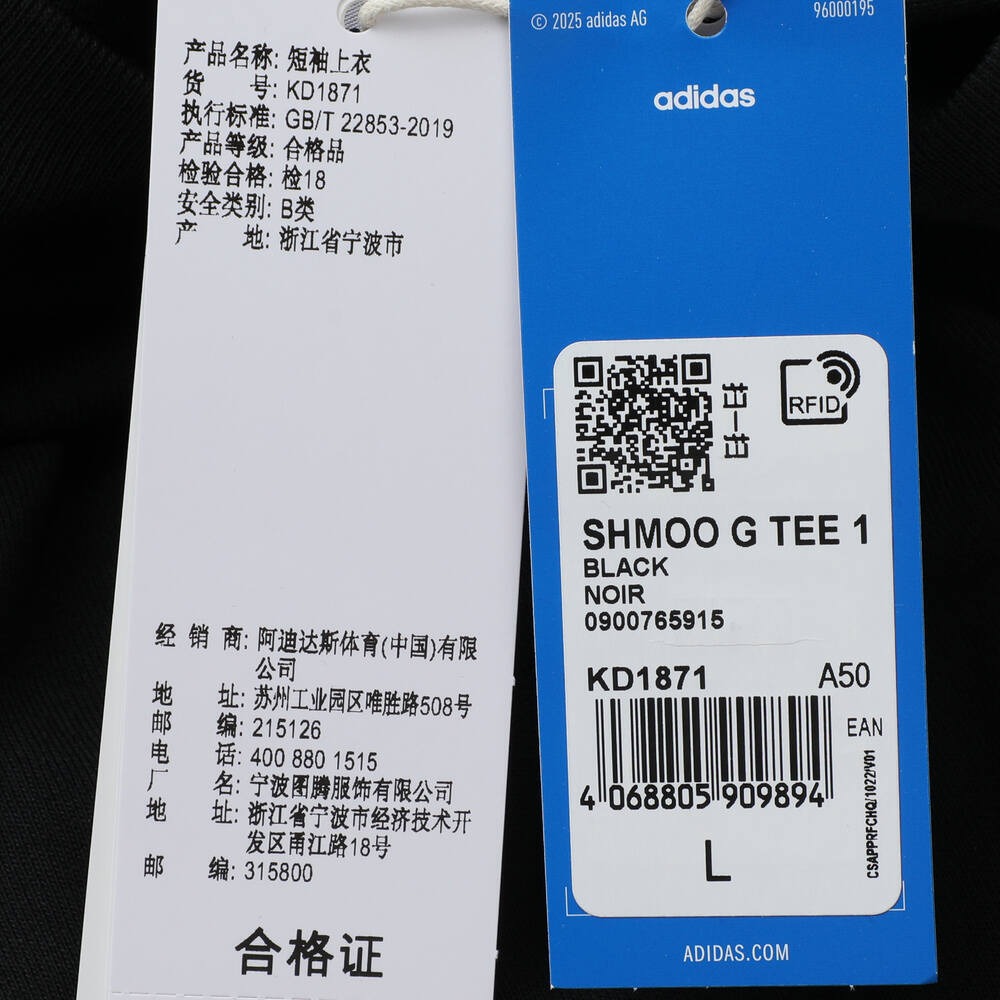 产品名称: 短袖上衣
货 号: KD1871
执行标准: GB/T 22853-2019
产品等级: 合格品
检验合格: 检18
安全类别: B类
产 地: 浙江省宁波市
经 销 商: 阿迪达斯体育(中国)有限
公司
地 址: 苏州工业园区唯胜路508号
邮 编: 215126
电 话: 400 880 1515
厂 名: 宁波图腾服饰有限公司
地 址: 浙江省宁波市经济技术开
发区甬江路18号
邮 编: 315800
合格证
© 2025 adidas AG
96000195
adidas
扫一扫
RFID
SHMOO G TEE 1
BLACK
NOIR
0900765915
KD1871 A50
EAN
4 068805 909894
CSAPPRFCHQ/1022/V01
L
ADIDAS.COM